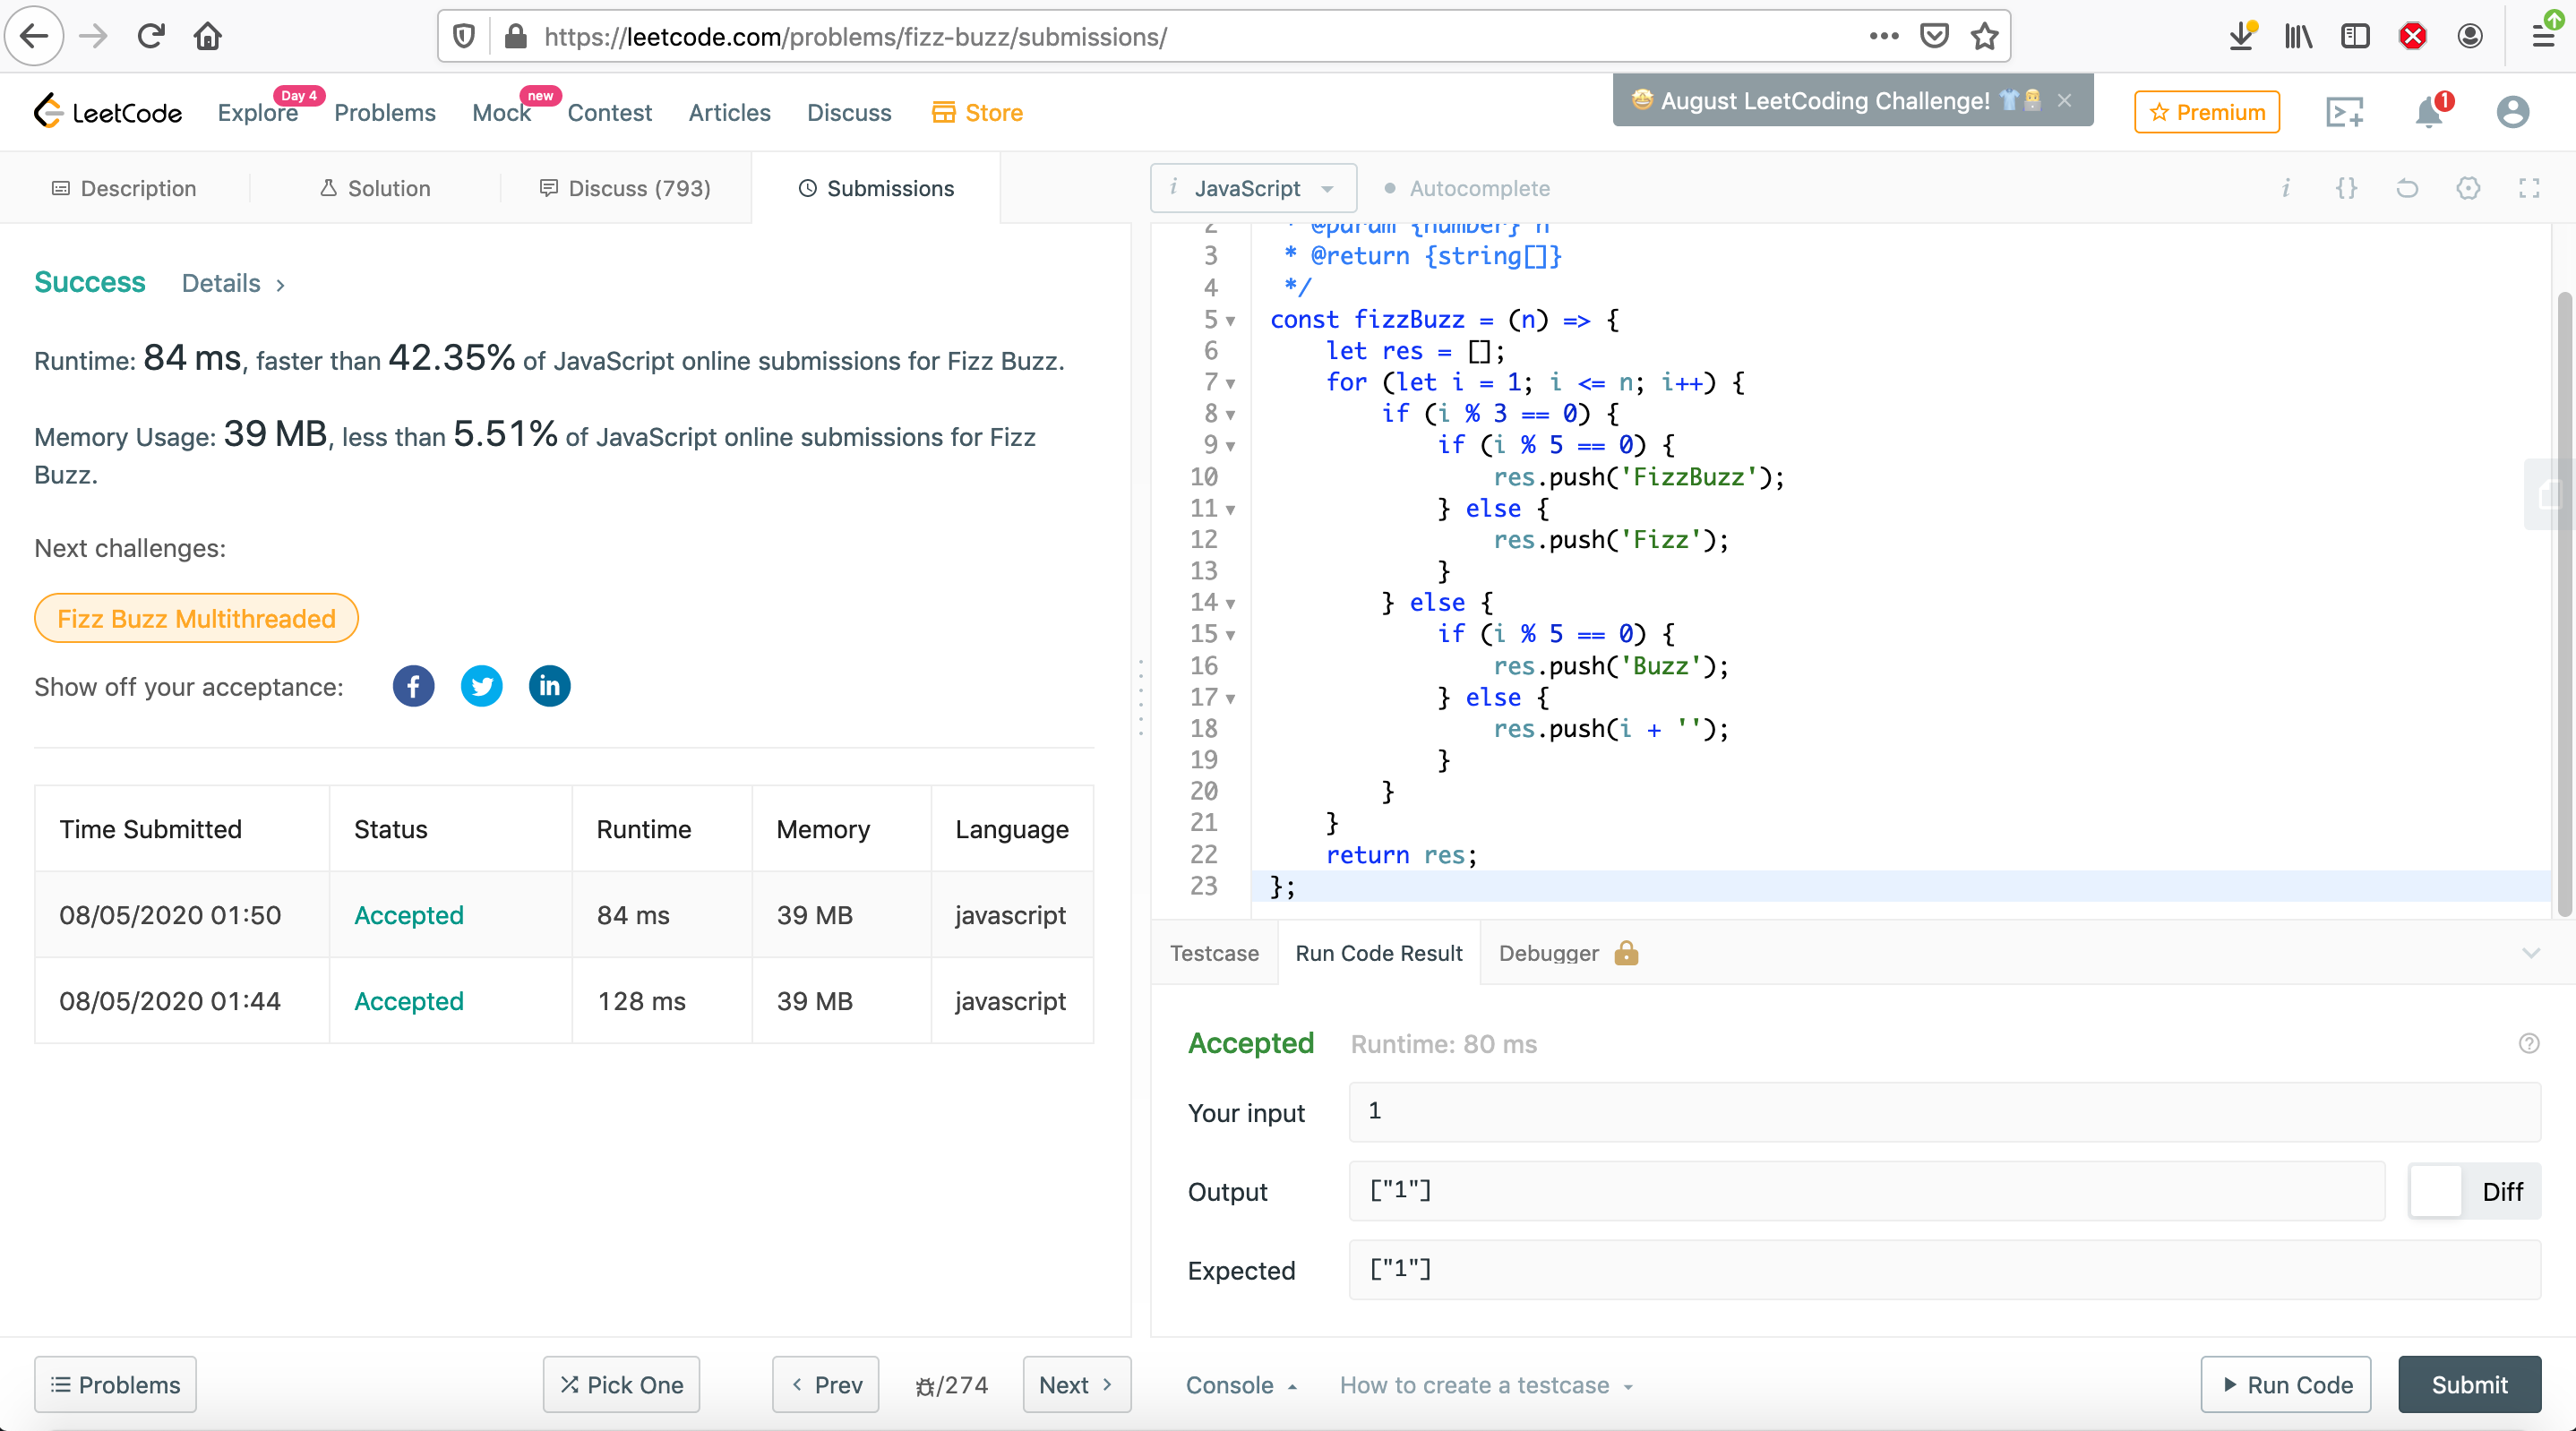 https://leetcode.com/problems/fizz-buzz/submissions/
LeetCode Explore Day 4 Problems Mock new Contest Articles Discuss Store
🤩 August LeetCoding Challenge! 👕👨‍💻 ×
Premium 1
Description Solution Discuss (793) Submissions
i JavaScript Autocomplete i {}
Success Details >
Runtime: 84 ms, faster than 42.35% of JavaScript online submissions for Fizz Buzz.
Memory Usage: 39 MB, less than 5.51% of JavaScript online submissions for Fizz
Buzz.
Next challenges:
Fizz Buzz Multithreaded
Show off your acceptance: f in
Time Submitted Status Runtime Memory Language
08/05/2020 01:50 Accepted 84 ms 39 MB javascript
08/05/2020 01:44 Accepted 128 ms 39 MB javascript
2 * @param {number} n
3 * @return {string[]}
4 */
5 const fizzBuzz = (n) => {
6 let res = [];
7 for (let i = 1; i <= n; i++) {
8 if (i % 3 == 0) {
9 if (i % 5 == 0) {
10 res.push('FizzBuzz');
11 } else {
12 res.push('Fizz');
13 }
14 } else {
15 if (i % 5 == 0) {
16 res.push('Buzz');
17 } else {
18 res.push(i + '');
19 }
20 }
21 }
22 return res;
23 };
Testcase Run Code Result Debugger
Accepted Runtime: 80 ms ?
Your input 1
Output ["1"] Diff
Expected ["1"]
Problems Pick One < Prev /274 Next >
Console How to create a testcase Run Code Submit